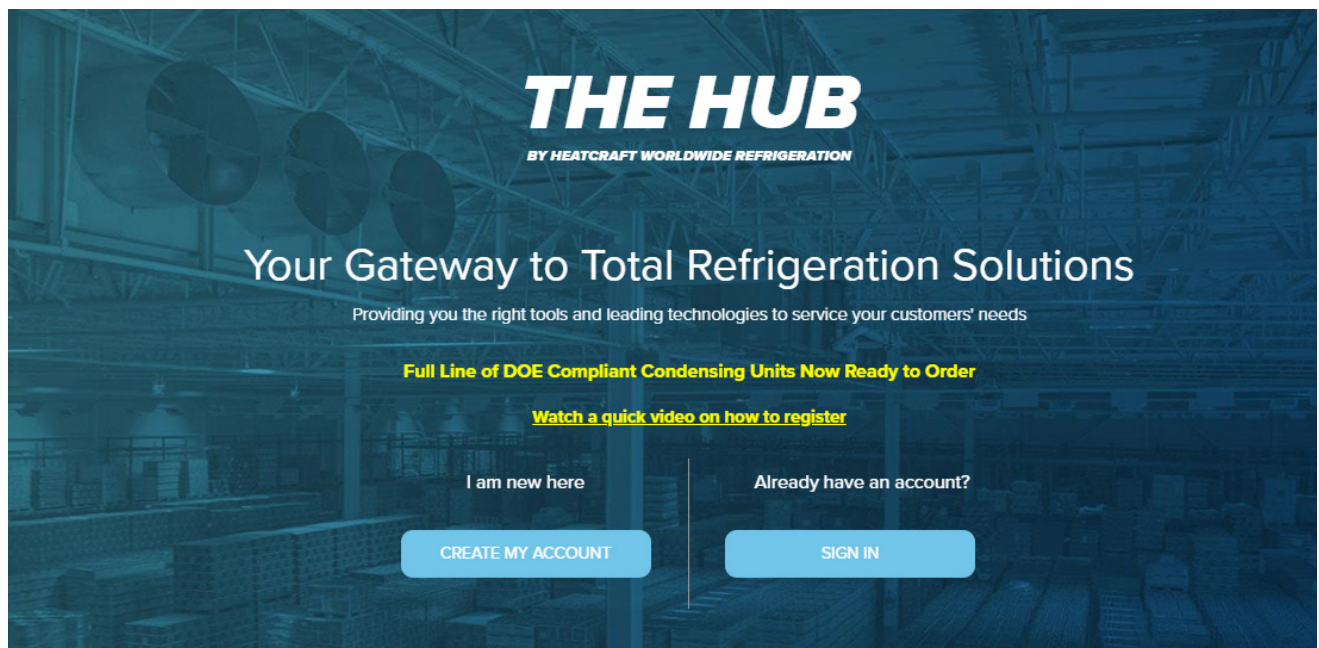 THE HUB
BY HEATCRAFT WORLDWIDE REFRIGERATION
Your Gateway to Total Refrigeration Solutions
Providing you the right tools and leading technologies to service your customers' needs
Full Line of DOE Compliant Condensing Units Now Ready to Order
Watch a quick video on how to register
I am new here
CREATE MY ACCOUNT
Already have an account?
SIGN IN